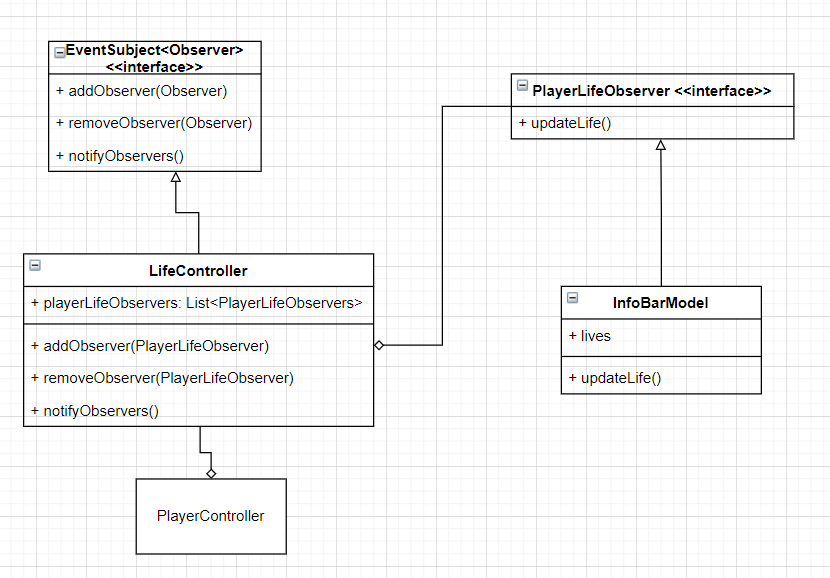 EventSubject<Observer>
<<interface>>
+ addObserver(Observer)
+ removeObserver(Observer)
+ notifyObservers()
PlayerLifeObserver <<interface>>
+ updateLife()
LifeController
+ playerLifeObservers: List<PlayerLifeObservers>
+ addObserver(PlayerLifeObserver)
+ removeObserver(PlayerLifeObserver)
+ notifyObservers()
InfoBarModel
+ lives
+ updateLife()
PlayerController